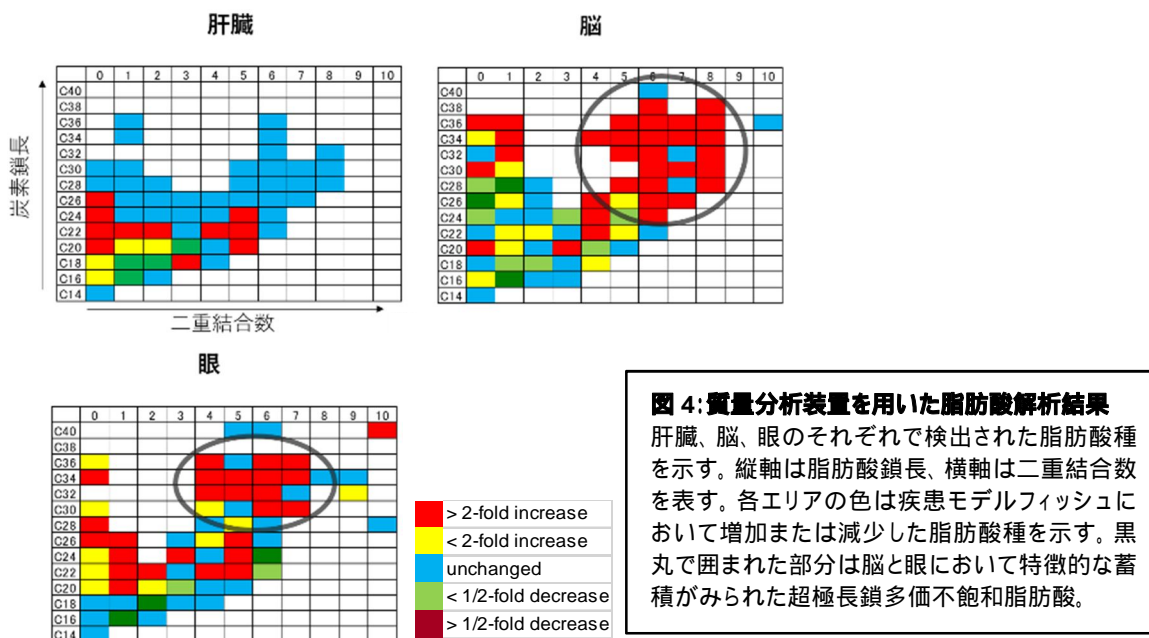 肝臓
脳
0 1 2 3 4 5 6 7 8 9 10
C40
C38
C36
C34
C32
C30
C28
C26
C24
C22
C20
C18
C16
C14
炭素鎖長
二重結合数
0 1 2 3 4 5 6 7 8 9 10
C40
C38
C36
C34
C32
C30
C28
C26
C24
C22
C20
C18
C16
C14
眼
0 1 2 3 4 5 6 7 8 9 10
C40
C38
C36
C34
C32
C30
C28
C26
C24
C22
C20
C18
C16
C14
> 2-fold increase
< 2-fold increase
unchanged
< 1/2-fold decrease
> 1/2-fold decrease
図 4:質量分析装置を用いた脂肪酸解析結果
肝臓、脳、眼のそれぞれで検出された脂肪酸種
を示す。縦軸は脂肪酸鎖長、横軸は二重結合数
を表す。各エリアの色は疾患モデルフィッシュに
おいて増加または減少した脂肪酸種を示す。黒
丸で囲まれた部分は脳と眼において特徴的な蓄
積がみられた超極長鎖多価不飽和脂肪酸。